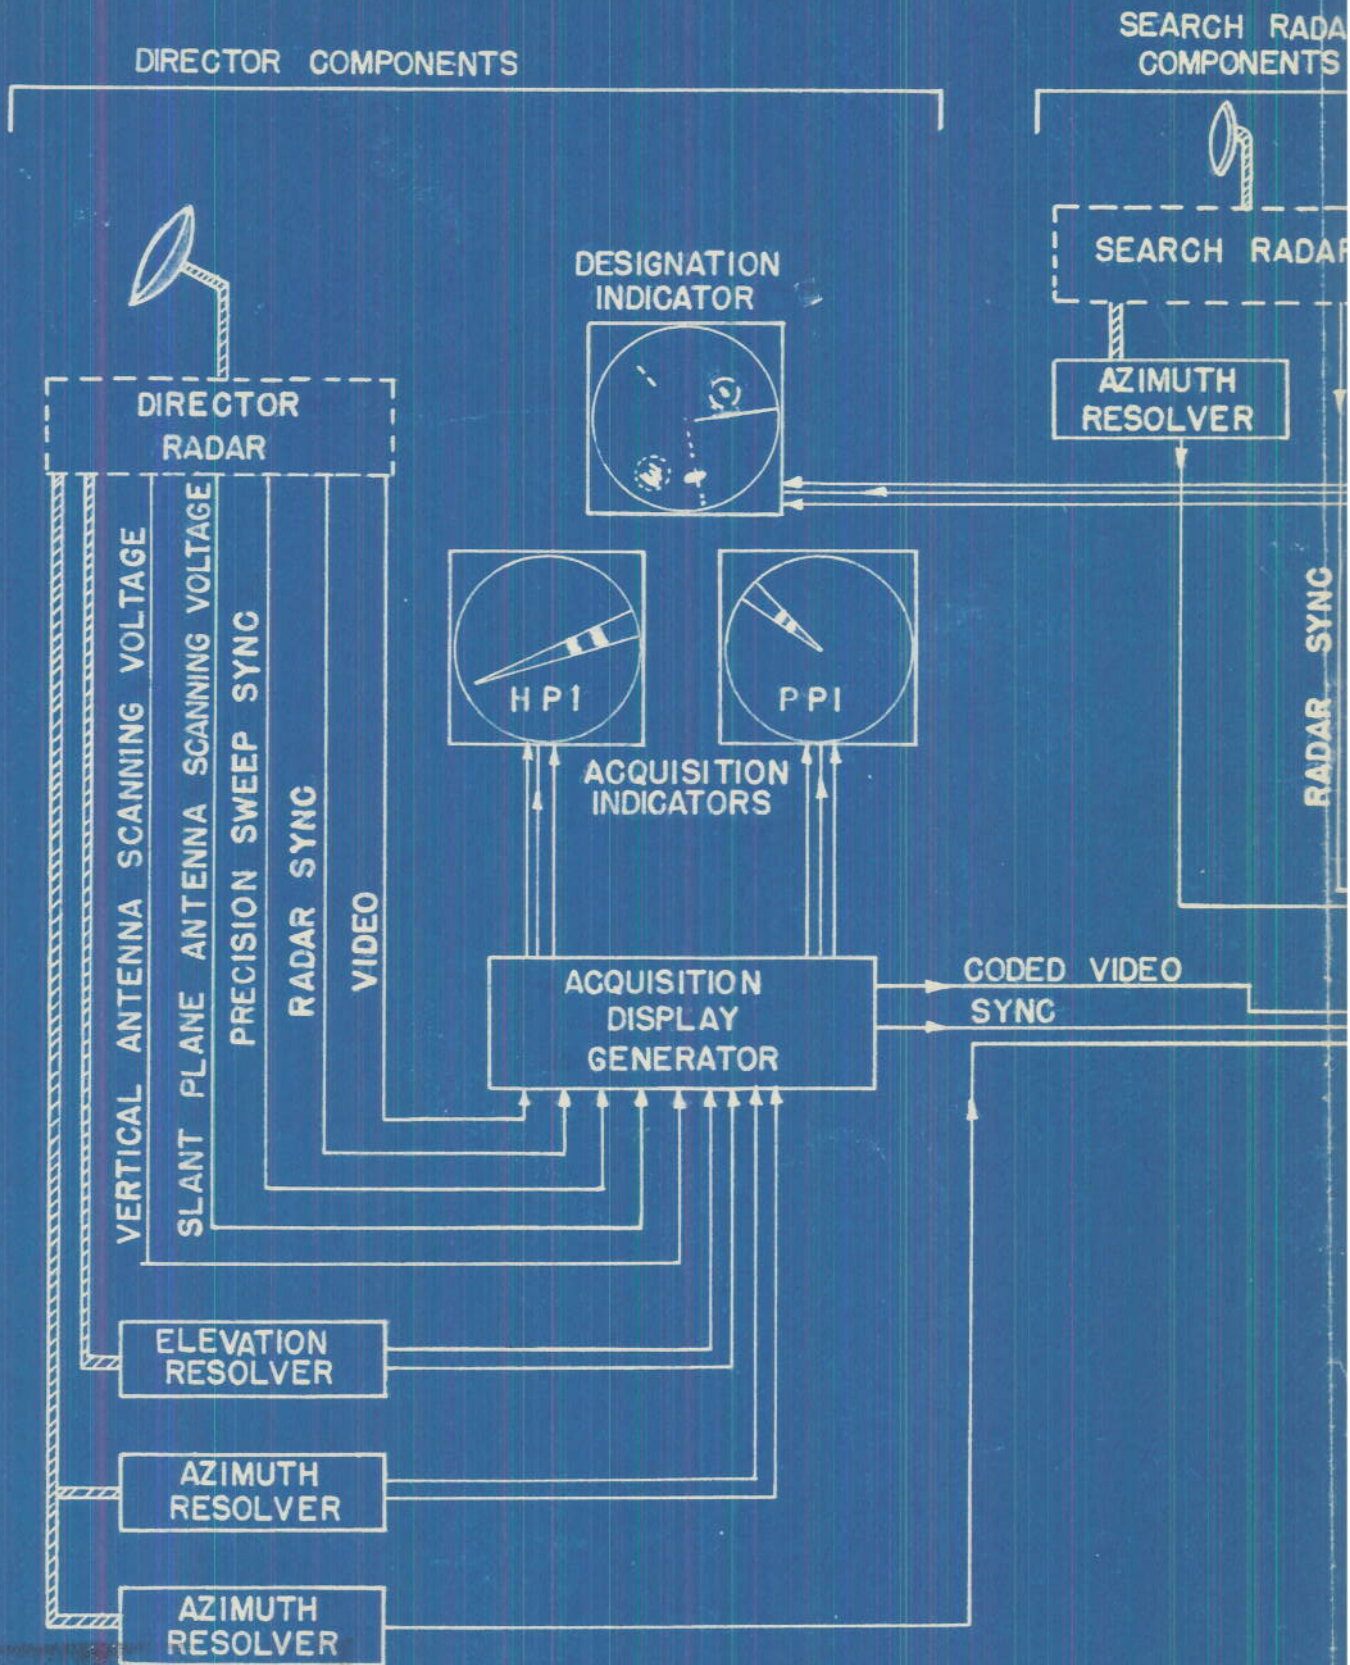 DIRECTOR COMPONENTS
SEARCH RADA
COMPONENTS
SEARCH RADAR
DESIGNATION
INDICATOR
AZIMUTH
RESOLVER
DIRECTOR
RADAR
VERTICAL ANTENNA SCANNING VOLTAGE
SLANT PLANE ANTENNA SCANNING VOLTAGE
PRECISION SWEEP SYNC
RADAR SYNC
VIDEO
HPI
PPI
RADAR SYNC
ACQUISITION
INDICATORS
ACQUISITION
DISPLAY
GENERATOR
CODED VIDEO
SYNC
ELEVATION
RESOLVER
AZIMUTH
RESOLVER
AZIMUTH
RESOLVER